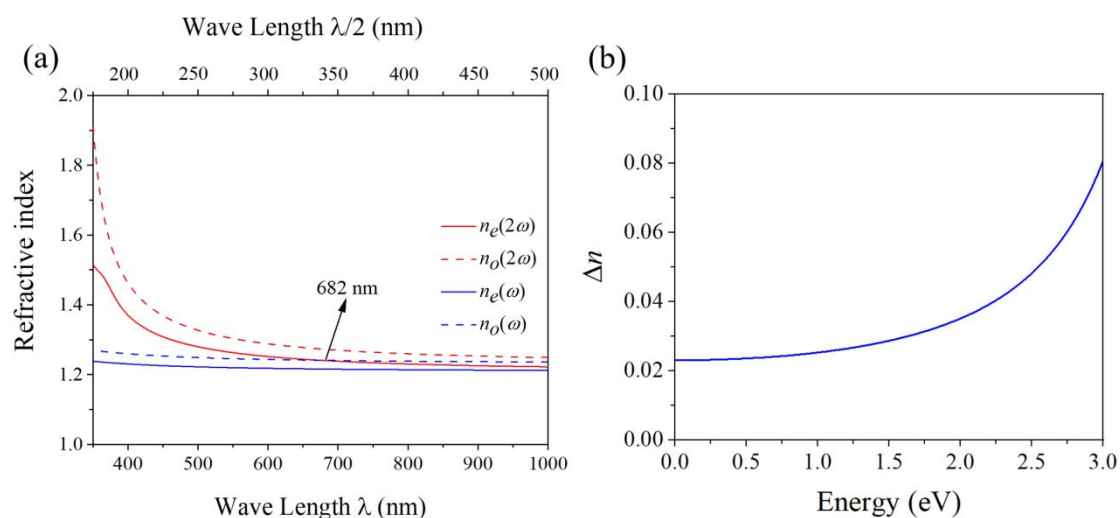 Wave Length λ/2 (nm)
(a)
200 250 300 350 400 450 500
2.0
1.8
1.6
1.4
1.2
1.0
Refractive index
nₑ(2ω)
nₒ(2ω)
nₑ(ω)
nₒ(ω)
682 nm
400 500 600 700 800 900 1000
Wave Length λ (nm)
(b)
0.10
0.08
0.06
0.04
0.02
0.00
Δn
0.0 0.5 1.0 1.5 2.0 2.5 3.0
Energy (eV)